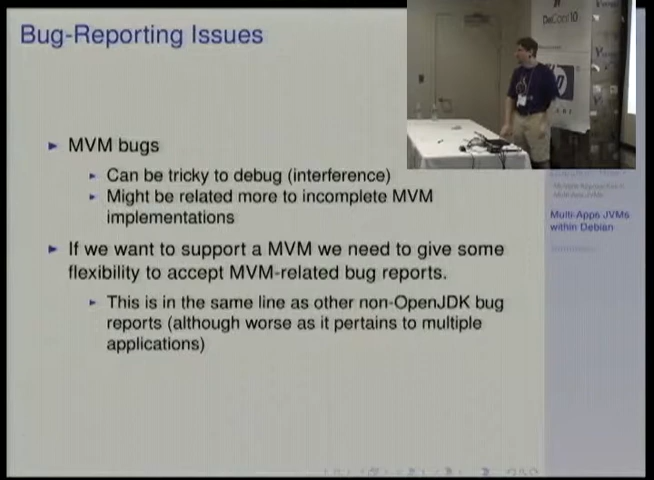 Bug-Reporting Issues
DebConf10
hp
MVM bugs
Can be tricky to debug (interference)
Might be related more to incomplete MVM
implementations
If we want to support a MVM we need to give some
flexibility to accept MVM-related bug reports.
This is in the same line as other non-OpenJDK bug
reports (although worse as it pertains to multiple
applications)
Multi-Apps JVMs
within Debian